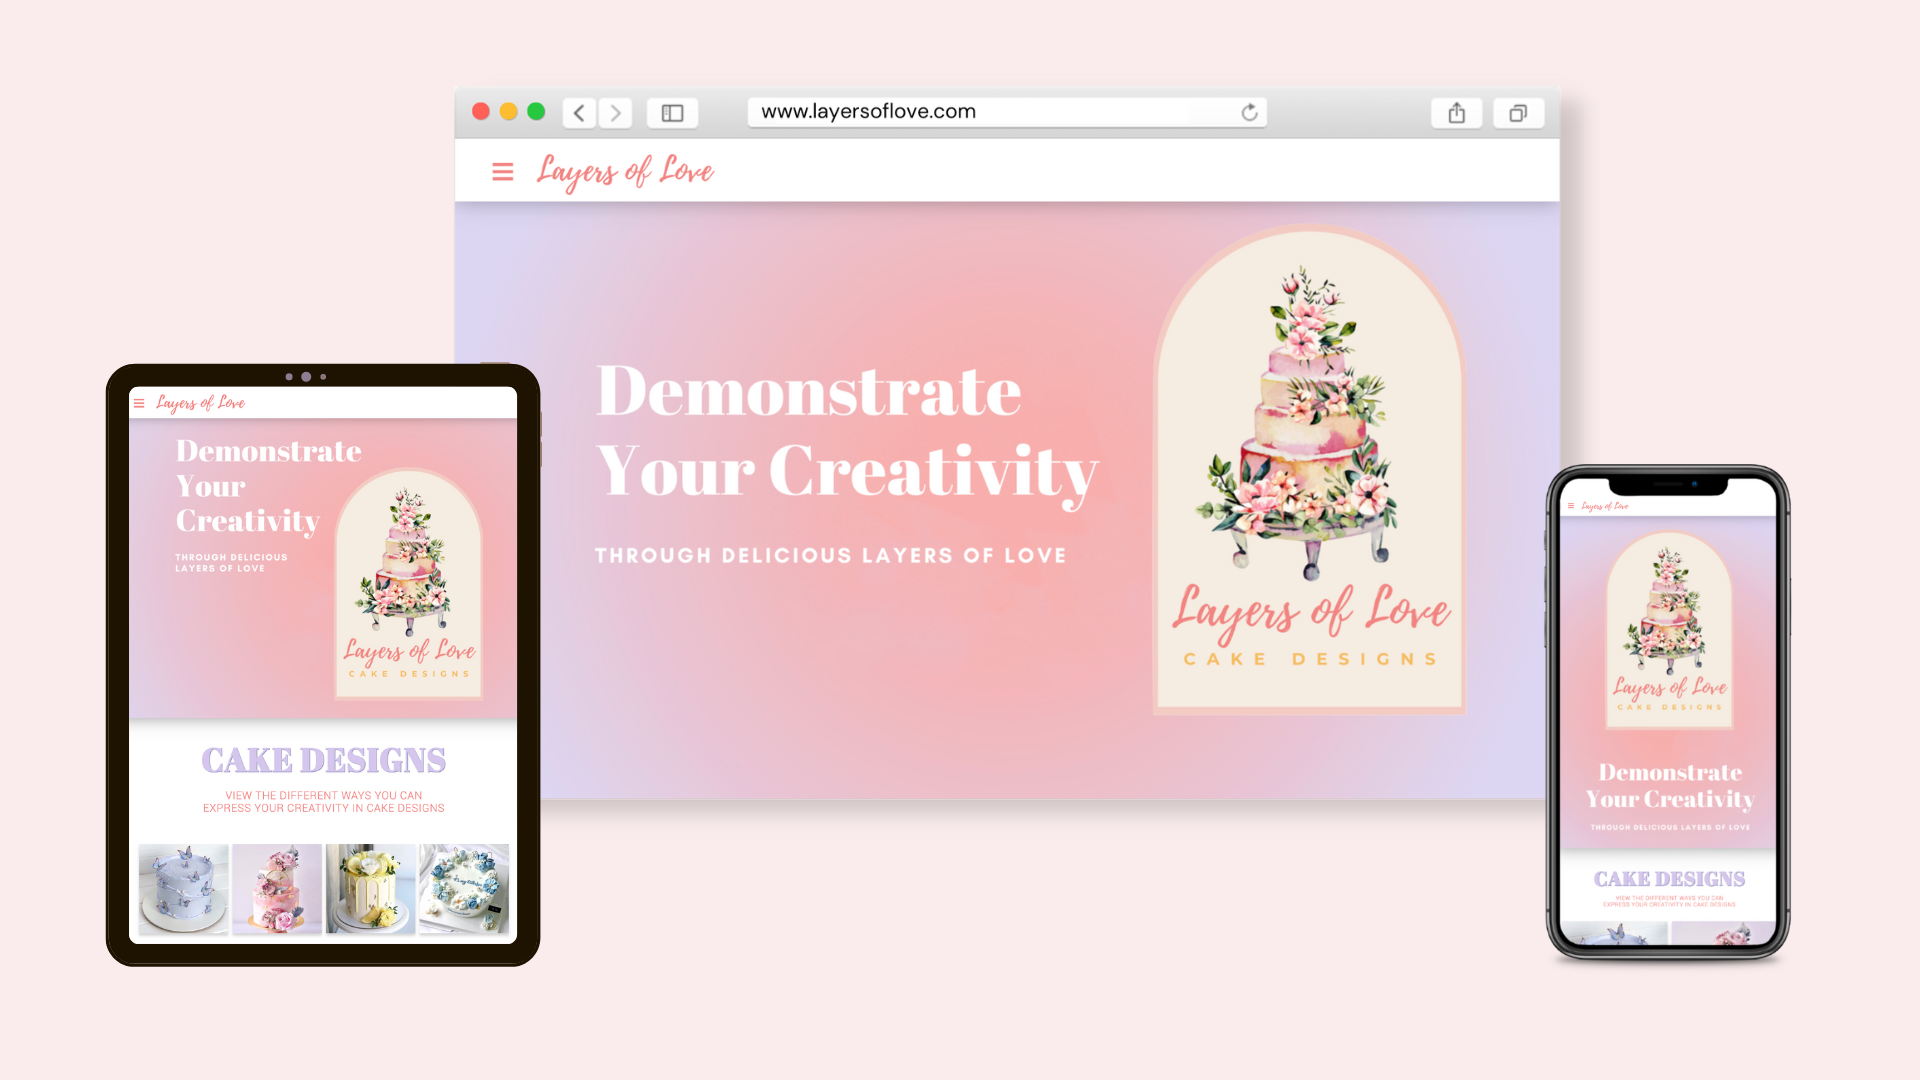 www.layersoflove.com
Layers of Love
Demonstrate
Your Creativity
THROUGH DELICIOUS LAYERS OF LOVE
Layers of Love
CAKE DESIGNS
Layers of Love
Demonstrate
Your
Creativity
THROUGH DELICIOUS
LAYERS OF LOVE
Layers of Love
CAKE DESIGNS
CAKE DESIGNS
VIEW THE DIFFERENT WAYS YOU CAN
EXPRESS YOUR CREATIVITY IN CAKE DESIGNS
Layers of Love
Layers of Love
CAKE DESIGNS
Demonstrate
Your Creativity
THROUGH DELICIOUS LAYERS OF LOVE
CAKE DESIGNS
VIEW THE DIFFERENT WAYS YOU CAN
EXPRESS YOUR CREATIVITY IN CAKE DESIGNS